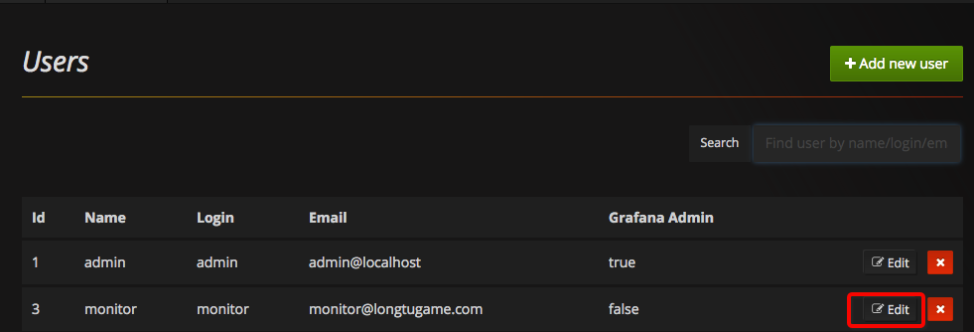 Users
+ Add new user
Search Find user by name/login/em
Id Name Login Email Grafana Admin
1 admin admin admin@localhost true Edit ×
3 monitor monitor monitor@longtugame.com false Edit ×